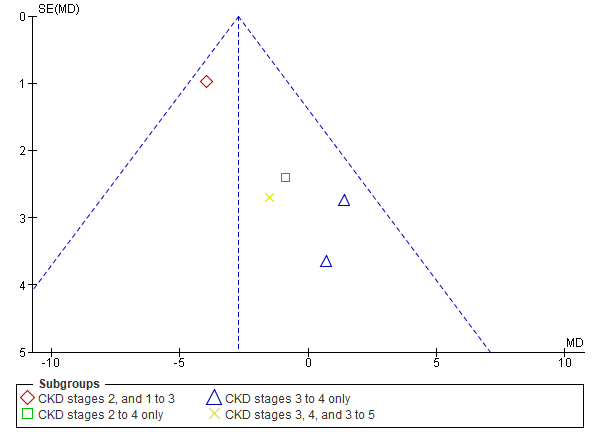 SE(MD)
0
1
2
3
4
5
-10
-5
0
5
10
MD
Subgroups
CKD stages 2, and 1 to 3
CKD stages 3 to 4 only
CKD stages 2 to 4 only
CKD stages 3, 4, and 3 to 5